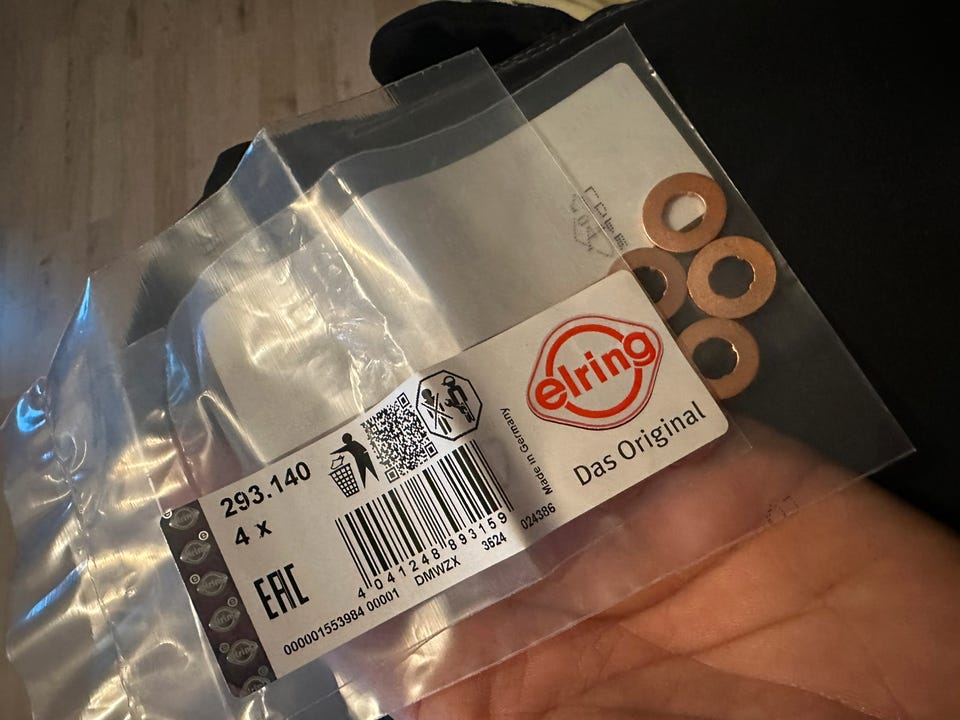 elring
Das Original
Made in Germany
293.140
4 x
EAC
4 041248 893159
DMWZX 3524 024386
000001553984 00001